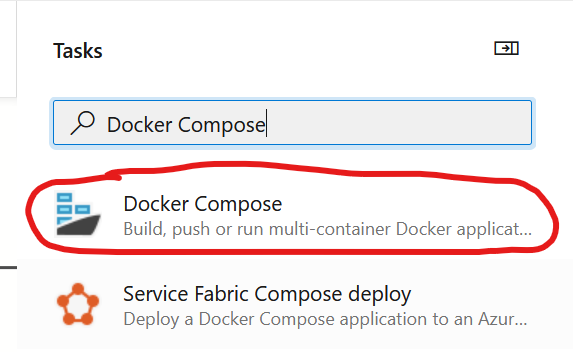 Tasks
Docker Compose
Docker Compose
Build, push or run multi-container Docker applicat...
Service Fabric Compose deploy
Deploy a Docker Compose application to an Azur...